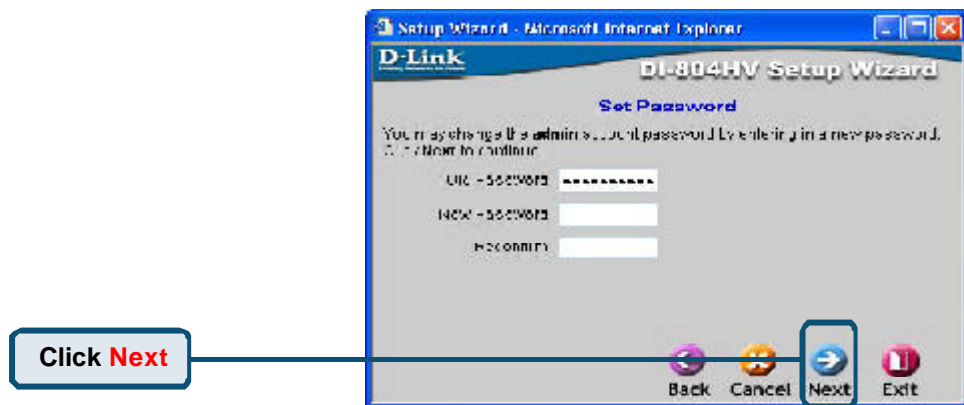 Setup Wizard - Microsoft Internet Explorer
D-Link
DI-804HV Setup Wizard
Set Password
You may change the admin account password by entering in a new password.
Click Next to continue.
Old Password
New Password
Reconfirm
Click Next
Back Cancel Next Exit